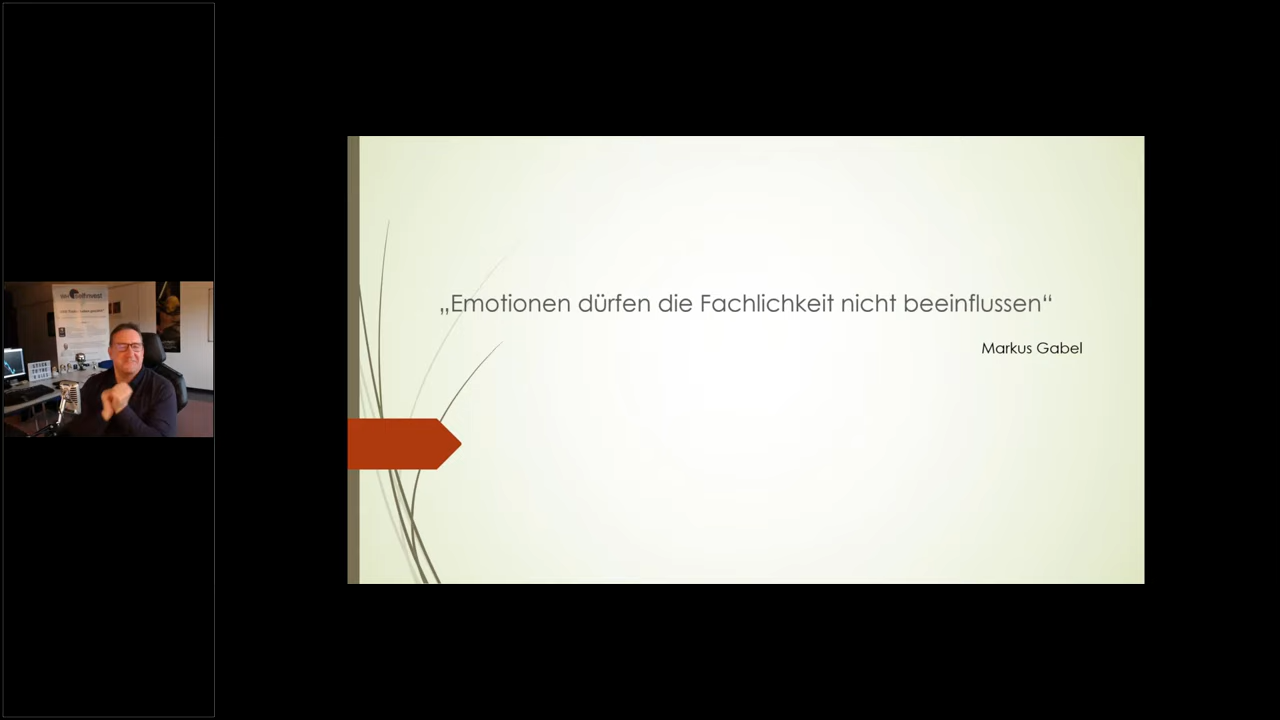 „Emotionen dürfen die Fachlichkeit nicht beeinflussen“
Markus Gabel